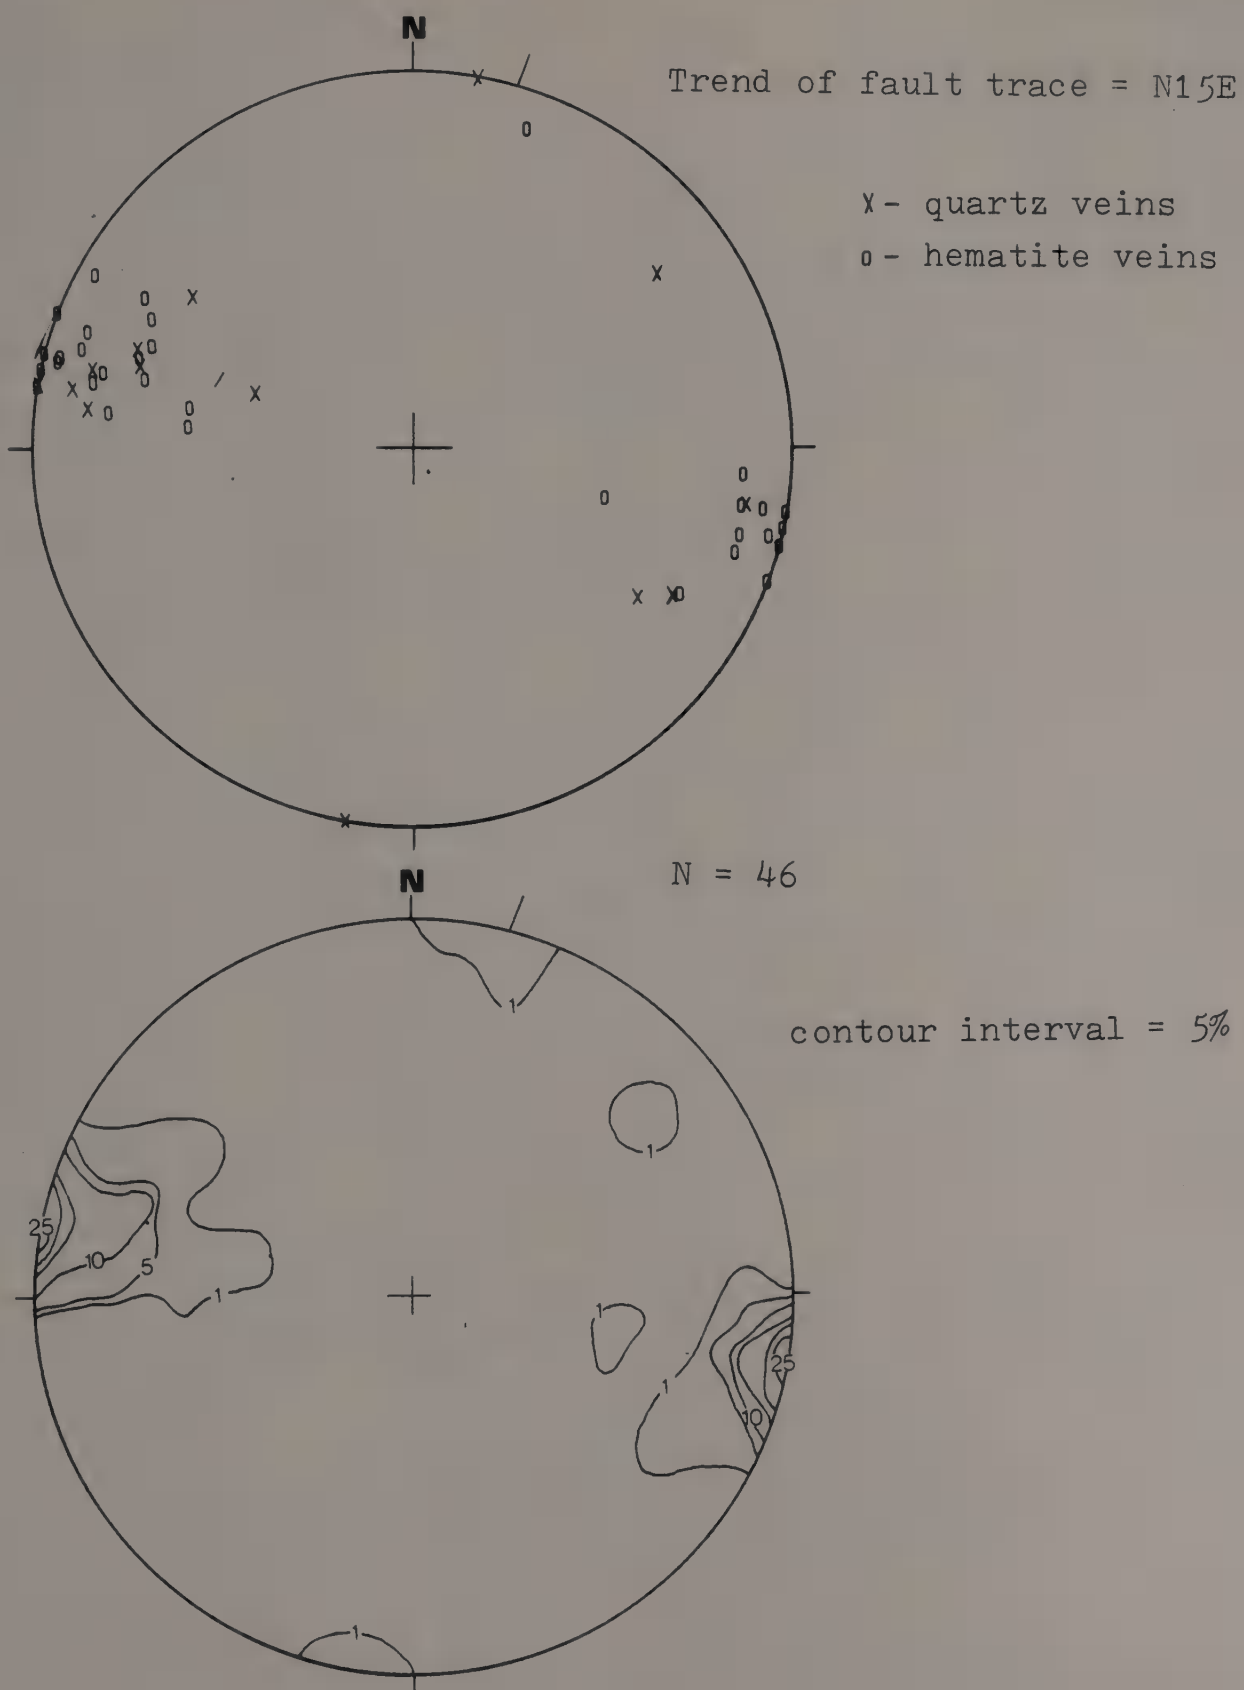 N
Trend of fault trace = N15E
x - quartz veins
o - hematite veins
N = 46
N
1
contour interval = 5%
1
25
10
5
1
1
1
25
10
1